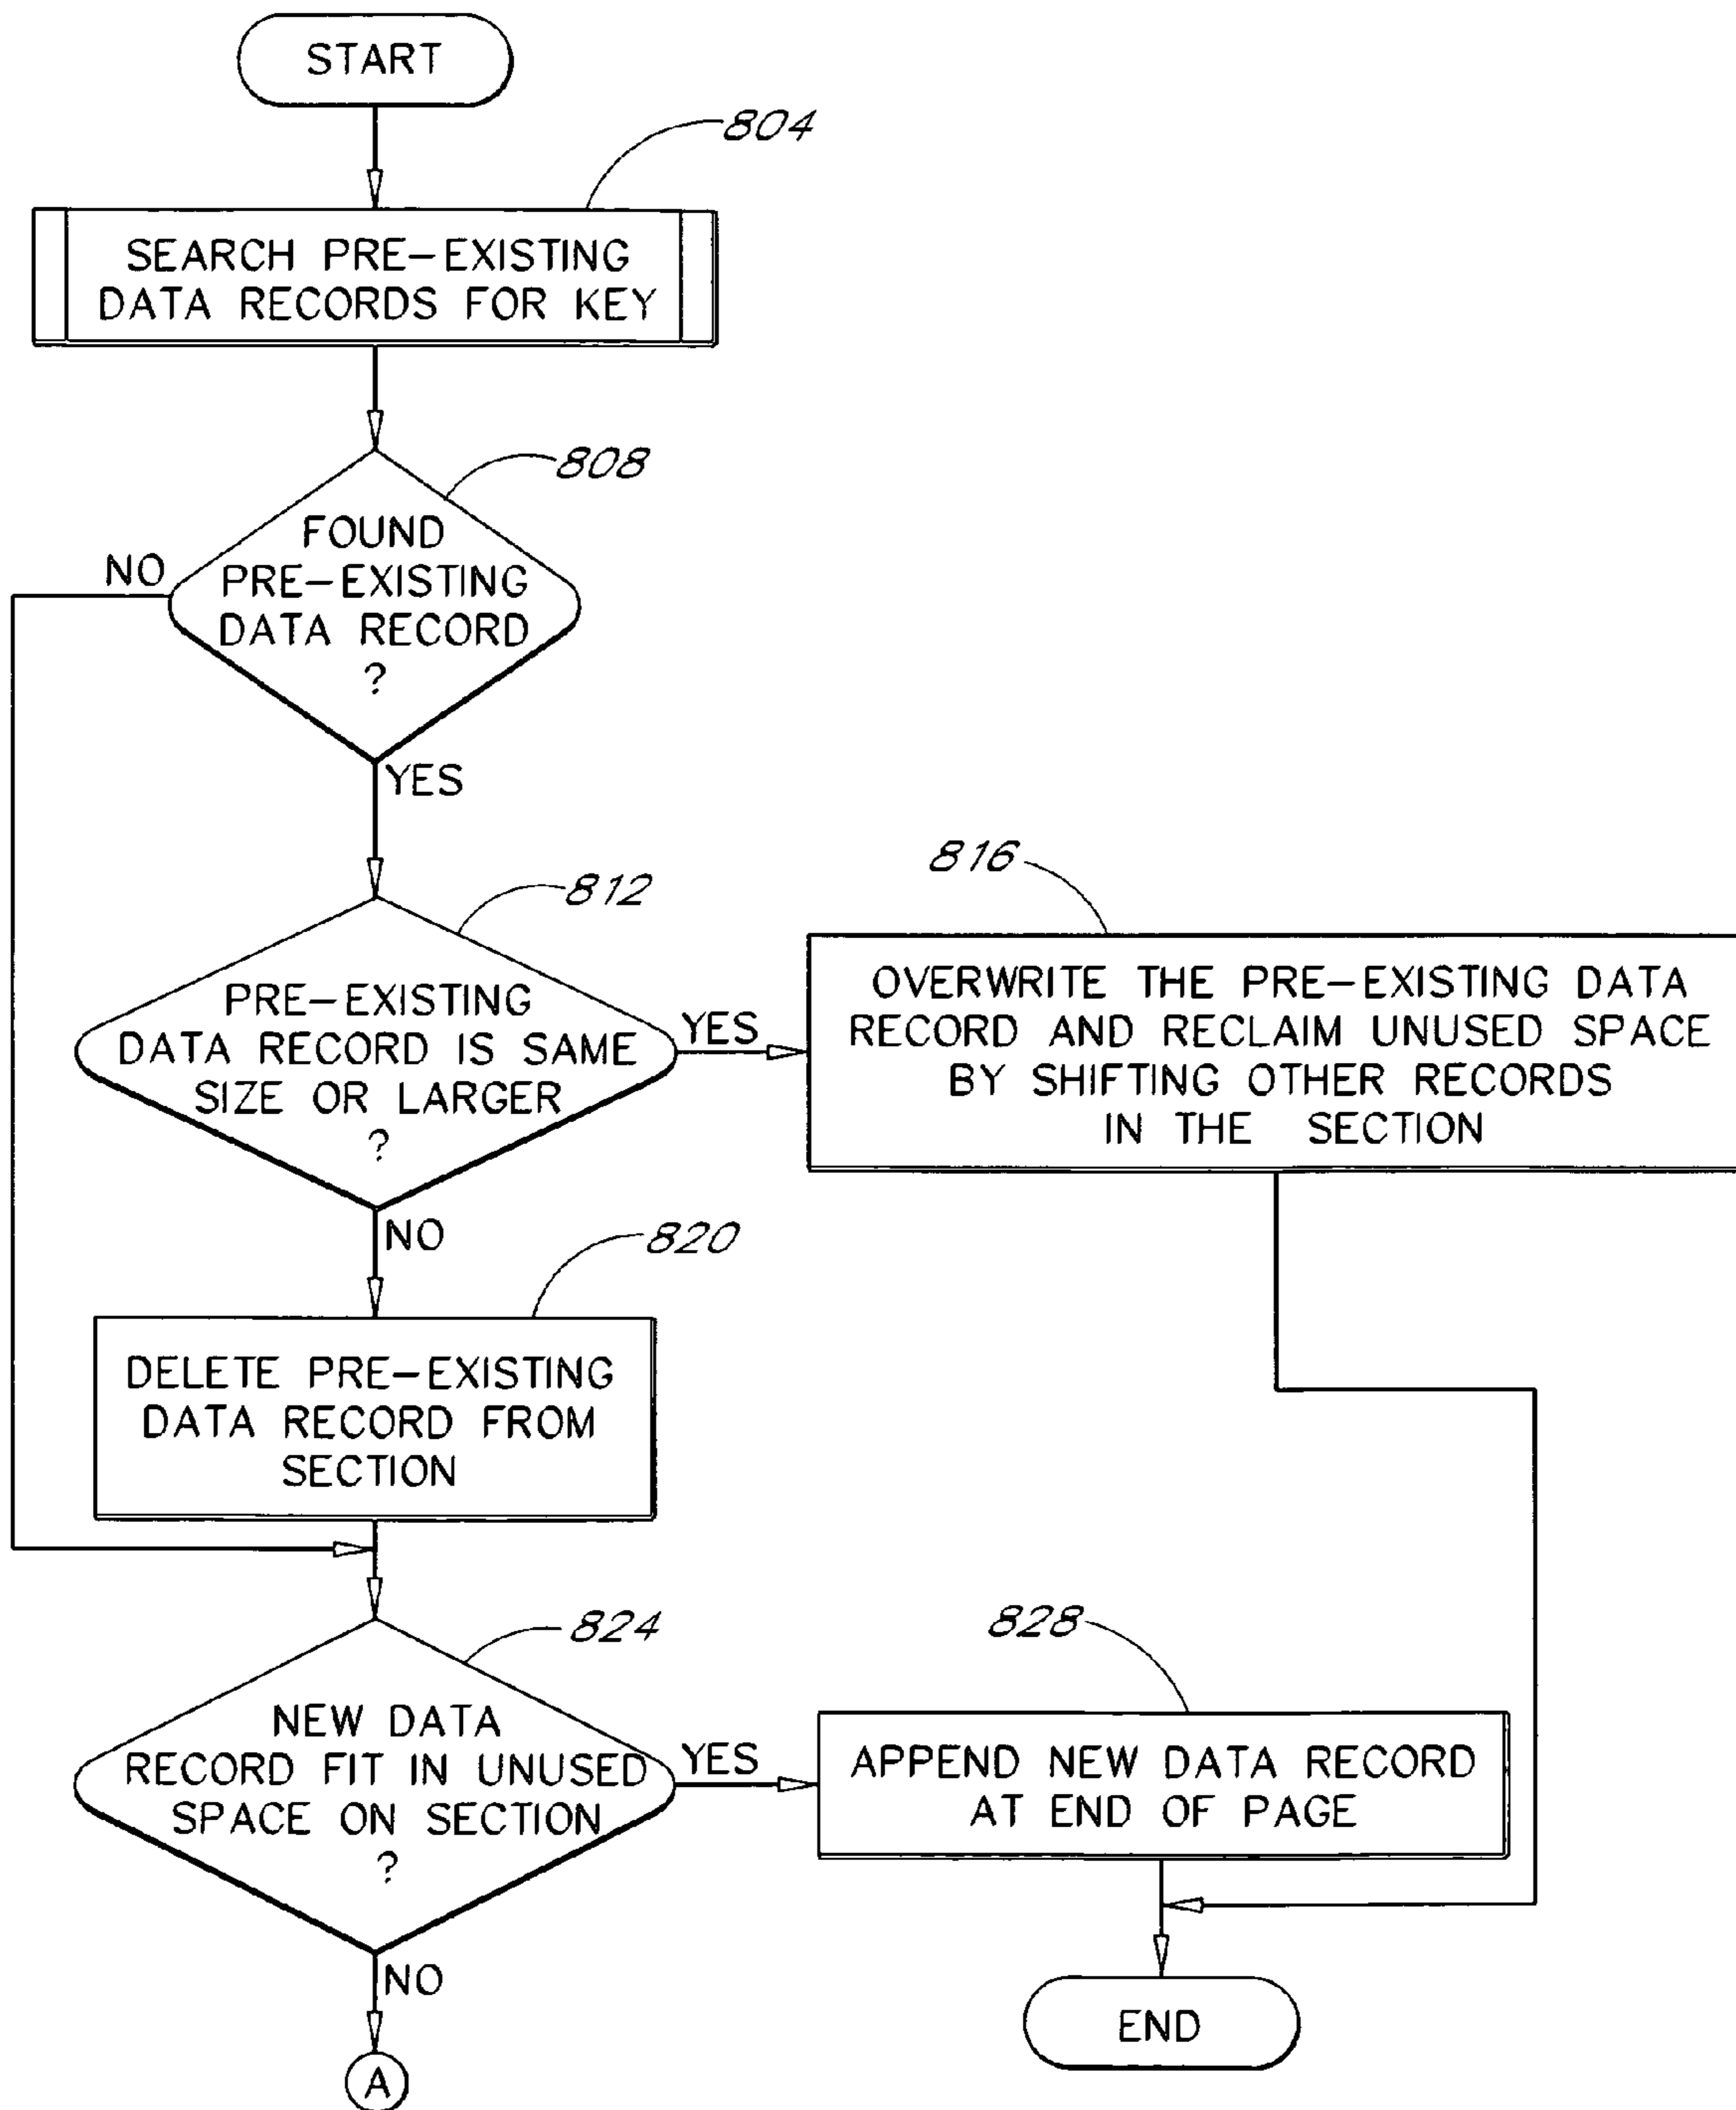 START
804
SEARCH PRE-EXISTING
DATA RECORDS FOR KEY
808
FOUND
PRE-EXISTING
DATA RECORD
?
NO
YES
812
PRE-EXISTING
DATA RECORD IS SAME
SIZE OR LARGER
?
YES
816
OVERWRITE THE PRE-EXISTING DATA
RECORD AND RECLAIM UNUSED SPACE
BY SHIFTING OTHER RECORDS
IN THE SECTION
NO
820
DELETE PRE-EXISTING
DATA RECORD FROM
SECTION
824
NEW DATA
RECORD FIT IN UNUSED
SPACE ON SECTION
?
YES
828
APPEND NEW DATA RECORD
AT END OF PAGE
NO
END
A